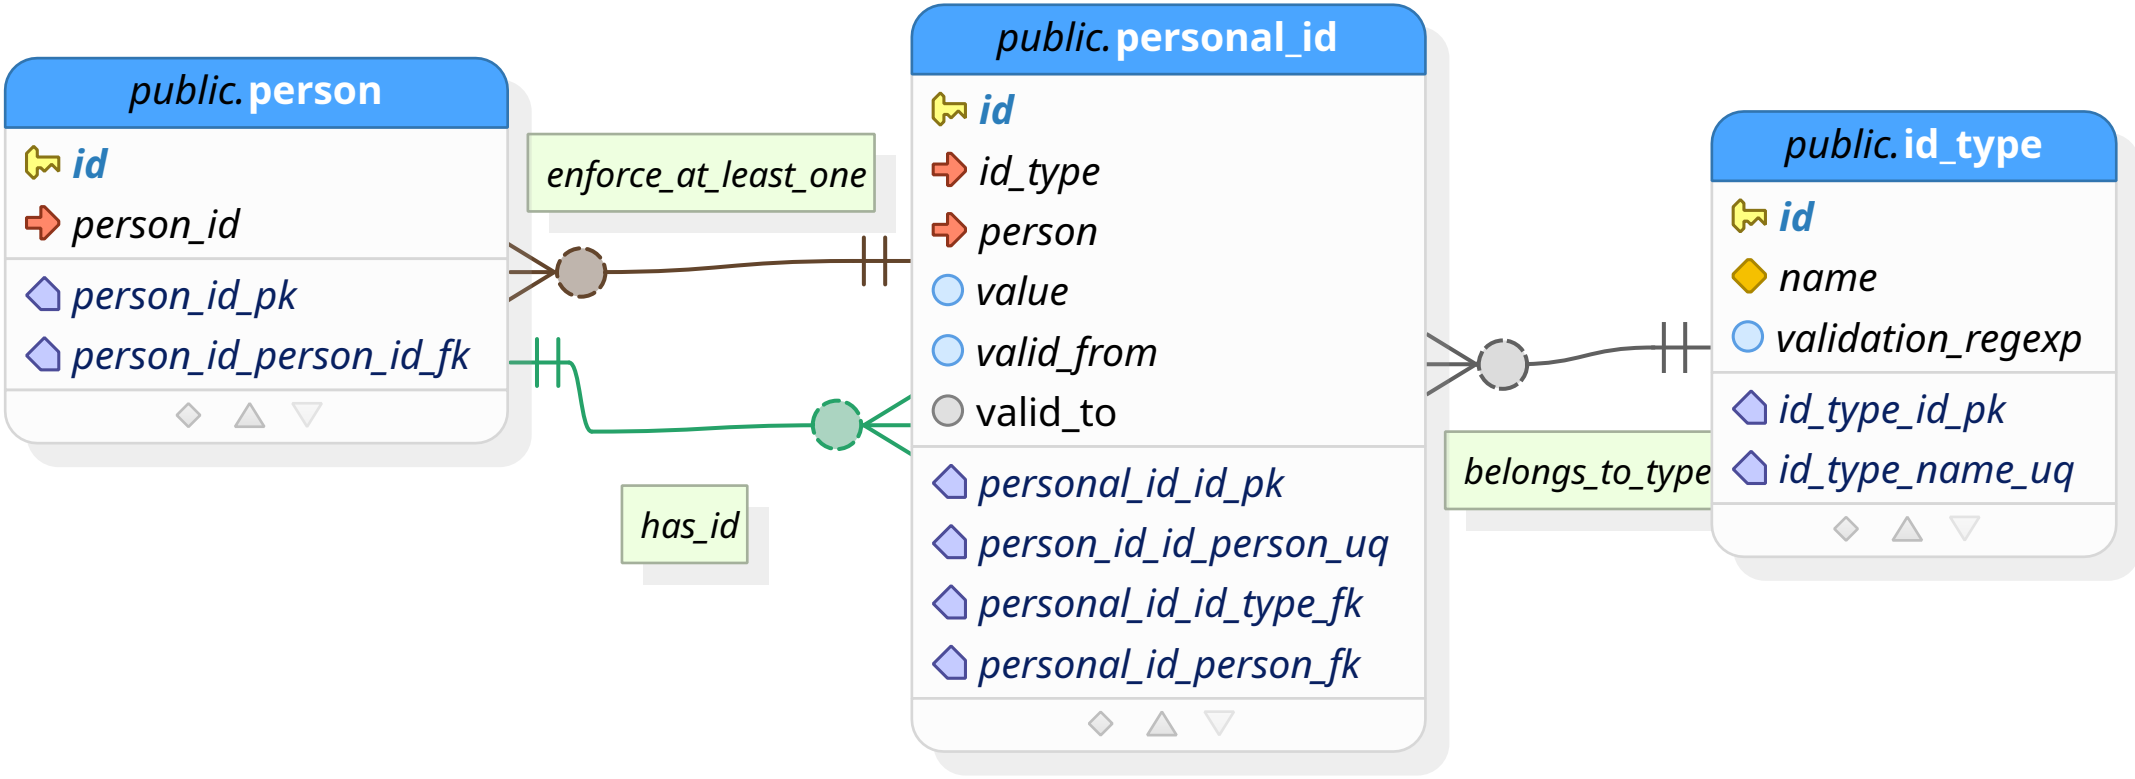 public.person
id
person_id
person_id_pk
person_id_person_id_fk
enforce_at_least_one
has_id
public.personal_id
id
id_type
person
value
valid_from
valid_to
personal_id_id_pk
person_id_id_person_uq
personal_id_id_type_fk
personal_id_person_fk
belongs_to_type
public.id_type
id
name
validation_regexp
id_type_id_pk
id_type_name_uq